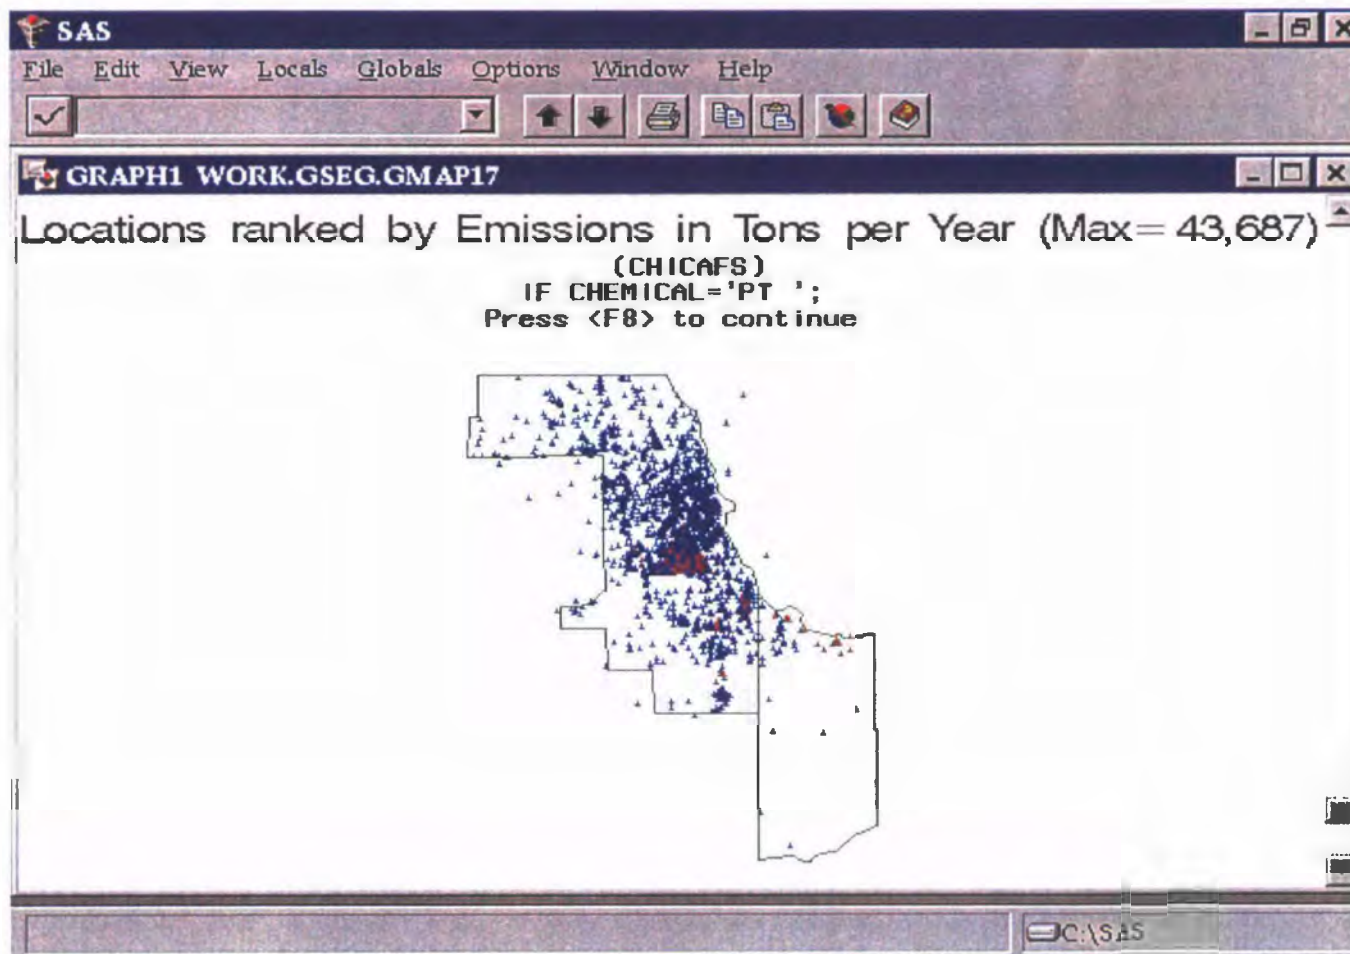 SAS
File Edit View Locals Globals Options Window Help
GRAPH1 WORK.GSEG.GMAP17
Locations ranked by Emissions in Tons per Year (Max= 43,687)
(CHICAFS)
IF CHEMICAL='PT ';
Press <F8> to continue
C:\SAS